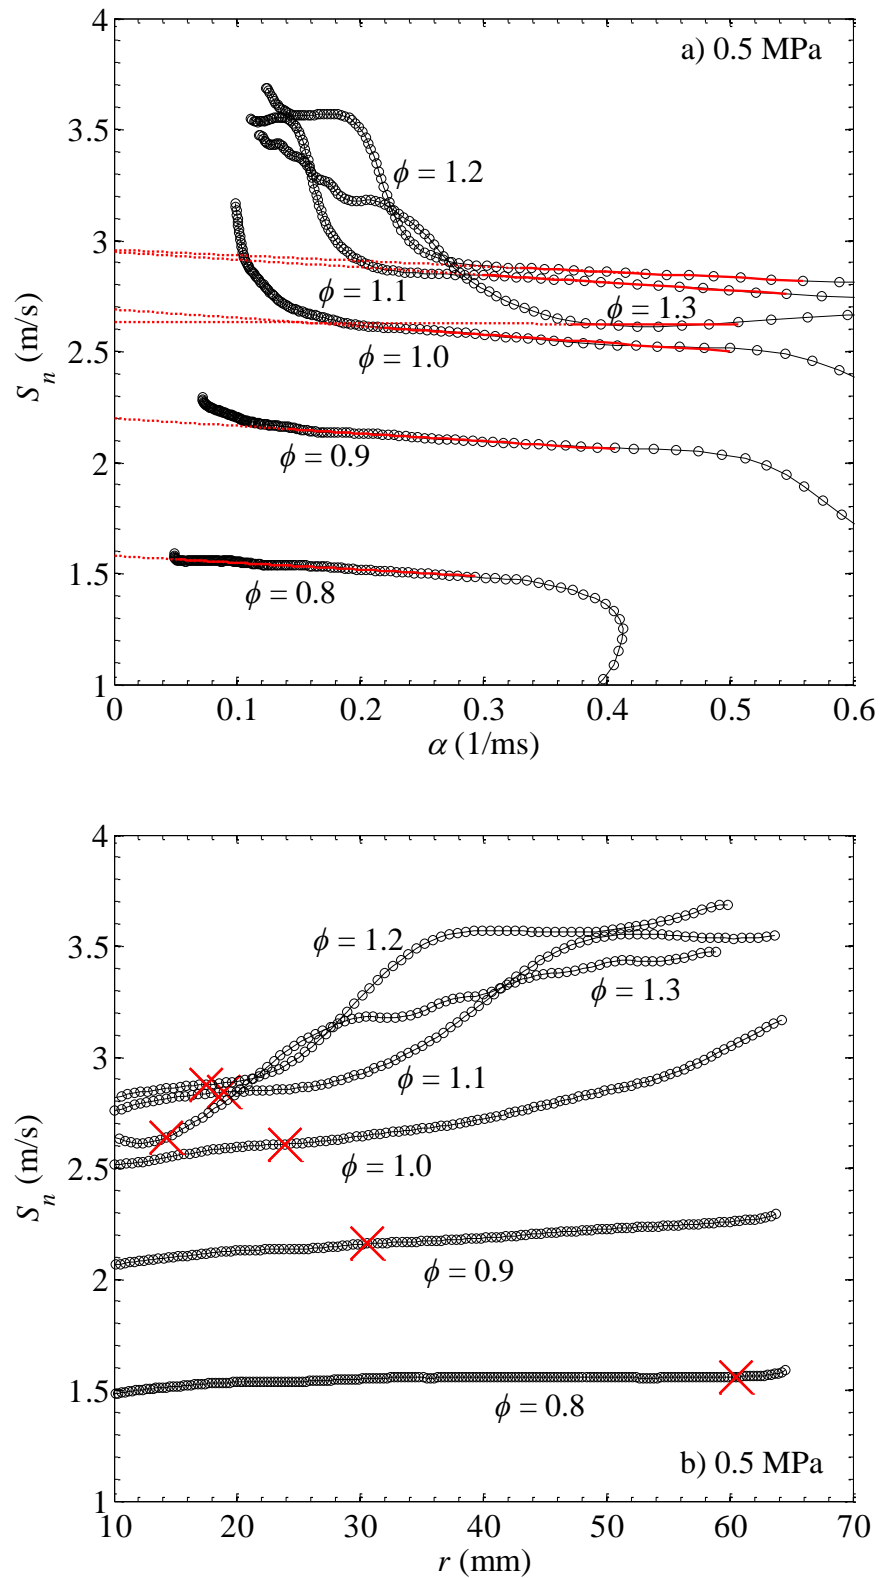 4
a) 0.5 MPa
3.5
ϕ = 1.2
3
ϕ = 1.1
ϕ = 1.3
S_n (m/s)
2.5
ϕ = 1.0
ϕ = 0.9
2
1.5
ϕ = 0.8
1
0 0.1 0.2 0.3 0.4 0.5 0.6
α (1/ms)
4
3.5
ϕ = 1.2
ϕ = 1.3
3
ϕ = 1.1
S_n (m/s)
2.5
ϕ = 1.0
ϕ = 0.9
2
1.5
ϕ = 0.8
b) 0.5 MPa
1
10 20 30 40 50 60 70
r (mm)